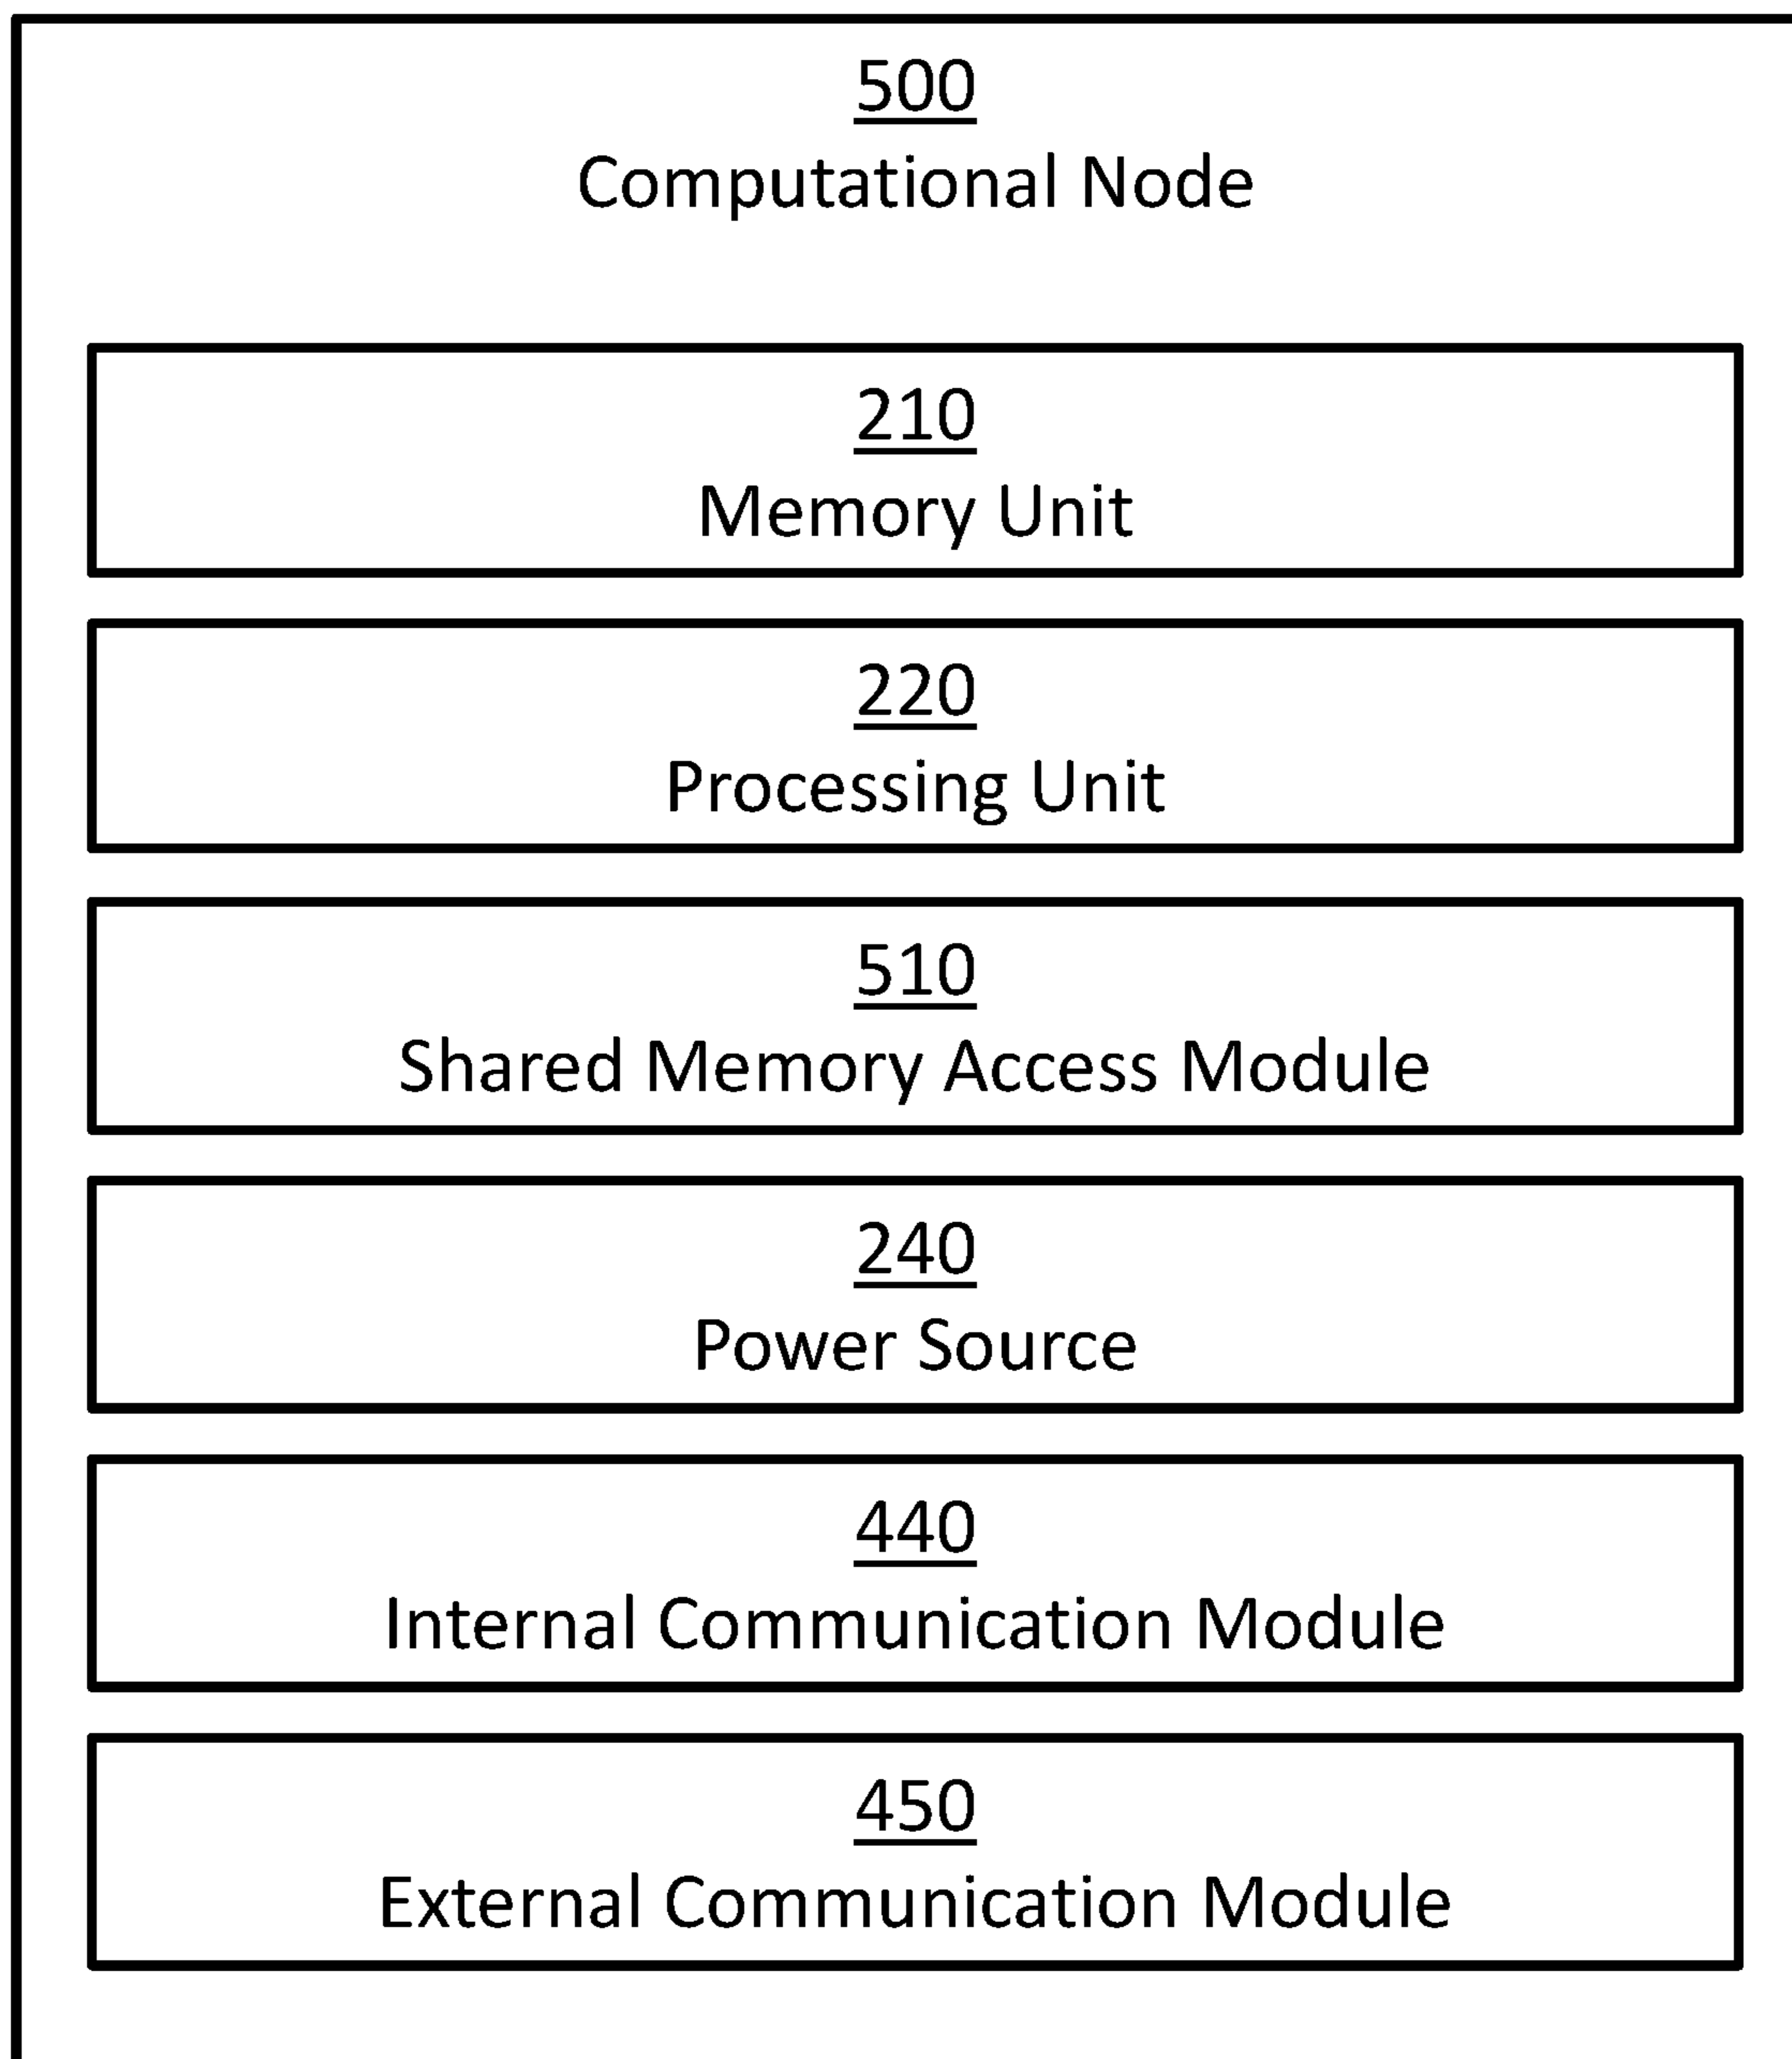 500
Computational Node
210
Memory Unit
220
Processing Unit
510
Shared Memory Access Module
240
Power Source
440
Internal Communication Module
450
External Communication Module